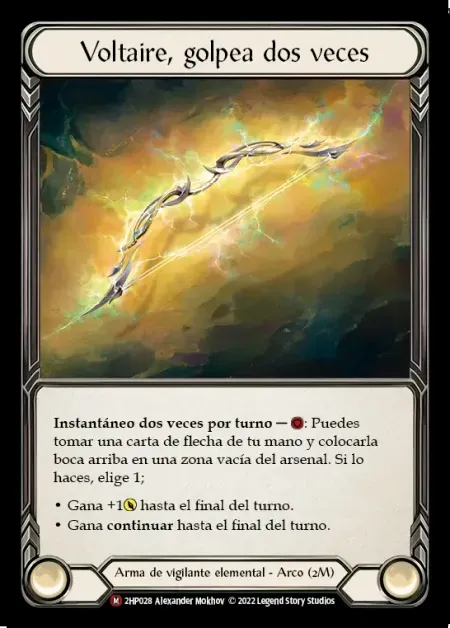 Voltaire, golpea dos veces
Instantáneo dos veces por turno — : Puedes
tomar una carta de flecha de tu mano y colocarla
boca arriba en una zona vacía del arsenal. Si lo
haces, elige 1;
• Gana +1 hasta el final del turno.
• Gana continuar hasta el final del turno.
Arma de vigilante elemental - Arco (2M)
M 2HP028 Alexander Mokhov © 2022 Legend Story Studios